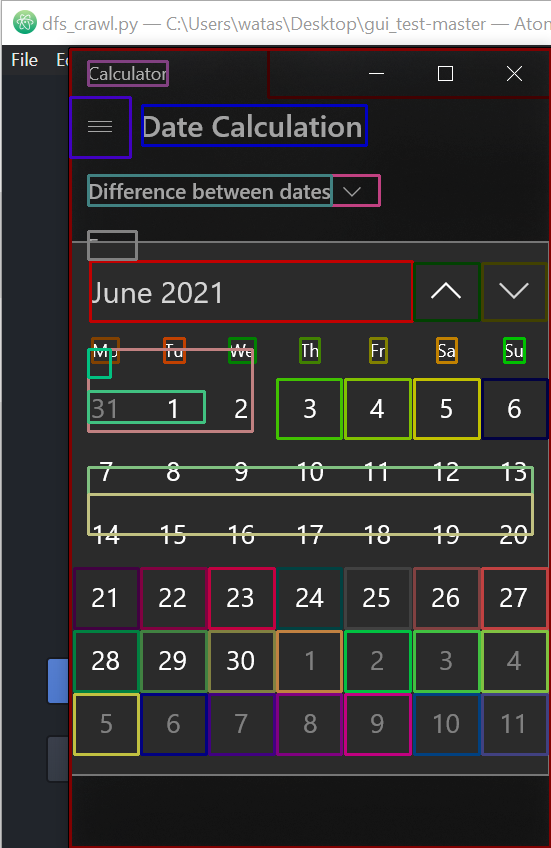 dfs_crawl.py — C:\Users\watas\Desktop\gui_test-master — Atom
File
Calculator
Date Calculation
Difference between dates
June 2021
Mo Tu We Th Fr Sa Su
31 1 2 3 4 5 6
7 8 9 10 11 12 13
14 15 16 17 18 19 20
21 22 23 24 25 26 27
28 29 30 1 2 3 4
5 6 7 8 9 10 11